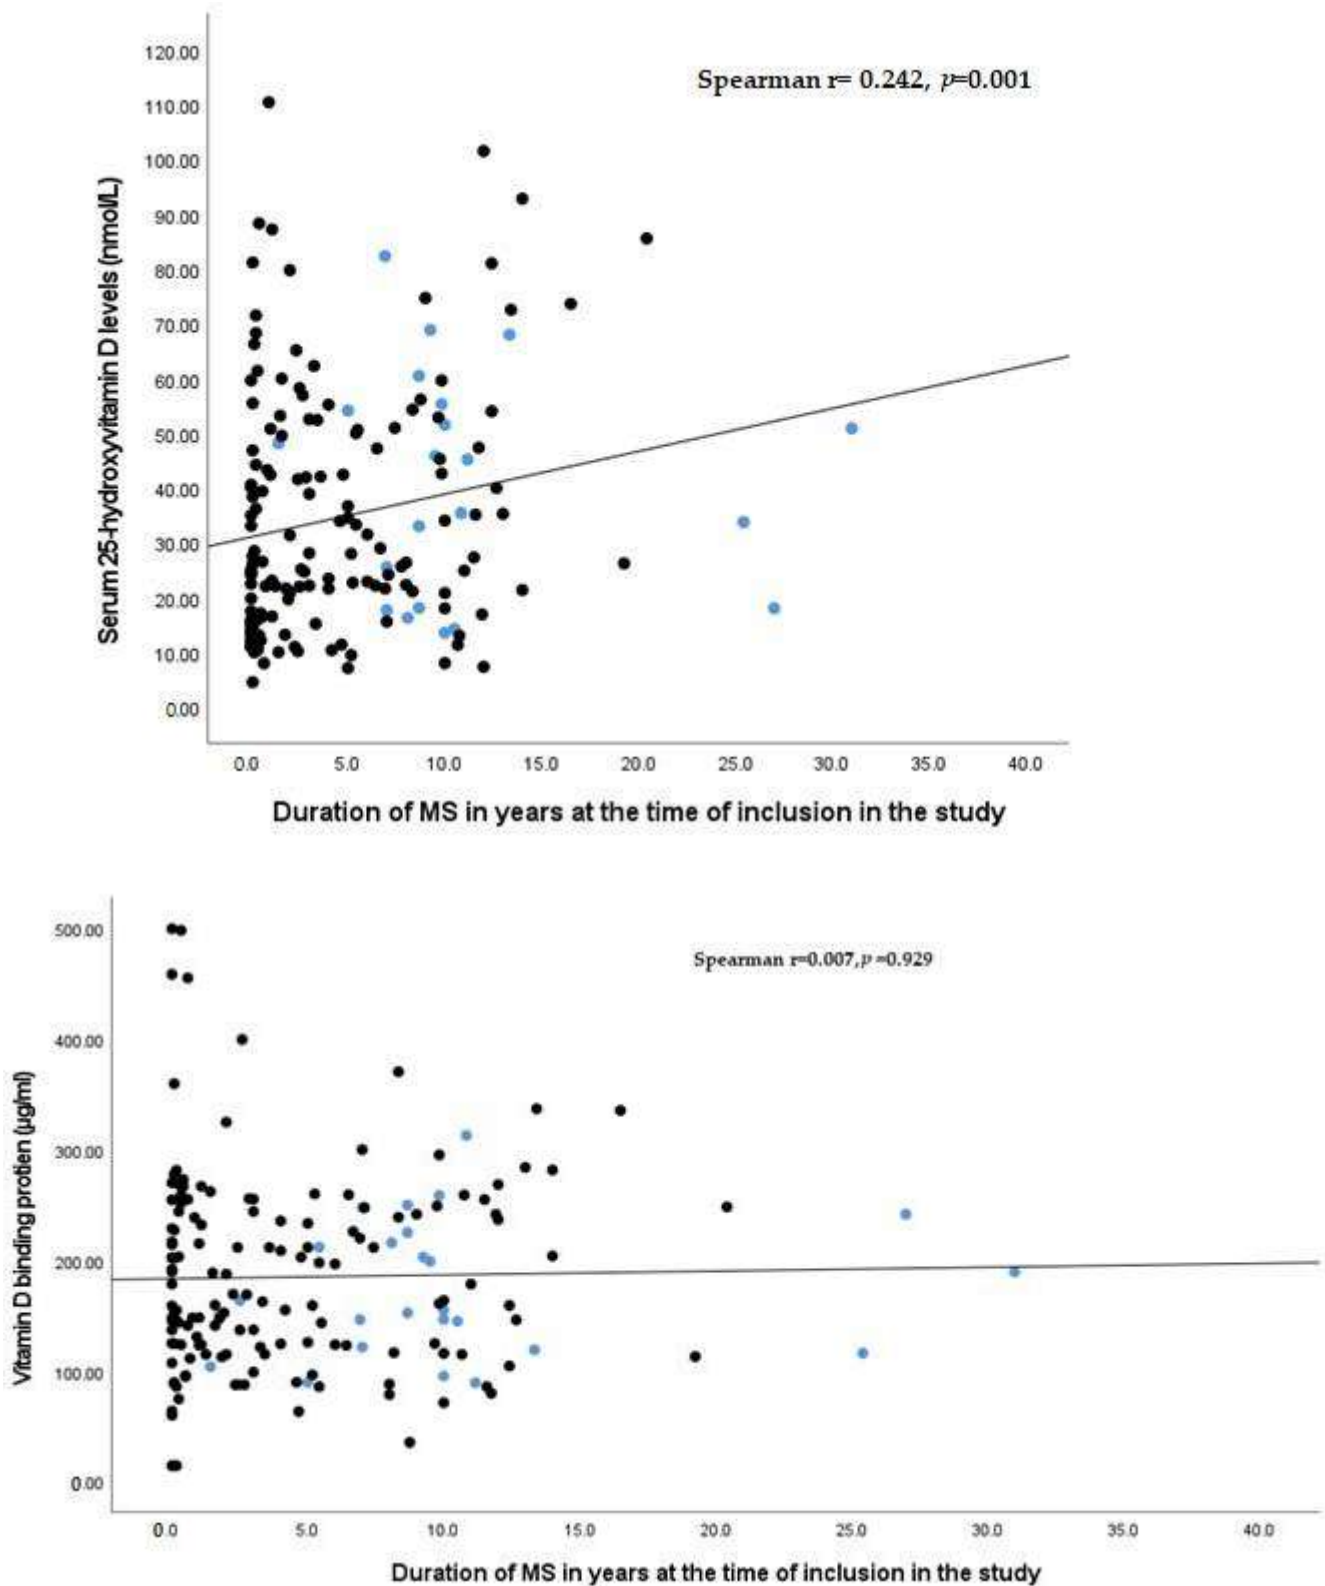 Spearman r= 0.242, p=0.001
Serum 25-hydroxyvitamin D levels (nmol/L)
120.00
110.00
100.00
90.00
80.00
70.00
60.00
50.00
40.00
30.00
20.00
10.00
0.00
0.0 5.0 10.0 15.0 20.0 25.0 30.0 35.0 40.0
Duration of MS in years at the time of inclusion in the study
Spearman r=0.007, p =0.929
Vitamin D binding protien (µg/ml)
500.00
400.00
300.00
200.00
100.00
0.00
0.0 5.0 10.0 15.0 20.0 25.0 30.0 35.0 40.0
Duration of MS in years at the time of inclusion in the study